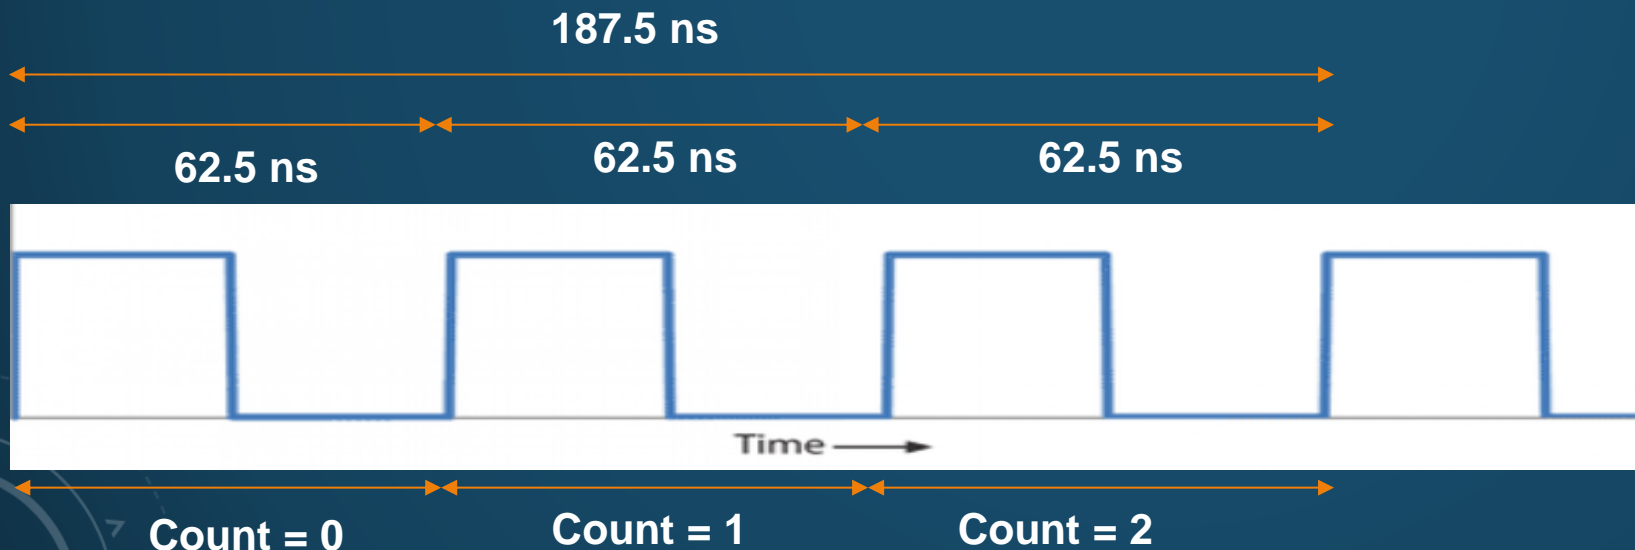 187.5 ns
62.5 ns
62.5 ns
62.5 ns
Time
Count = 0
Count = 1
Count = 2